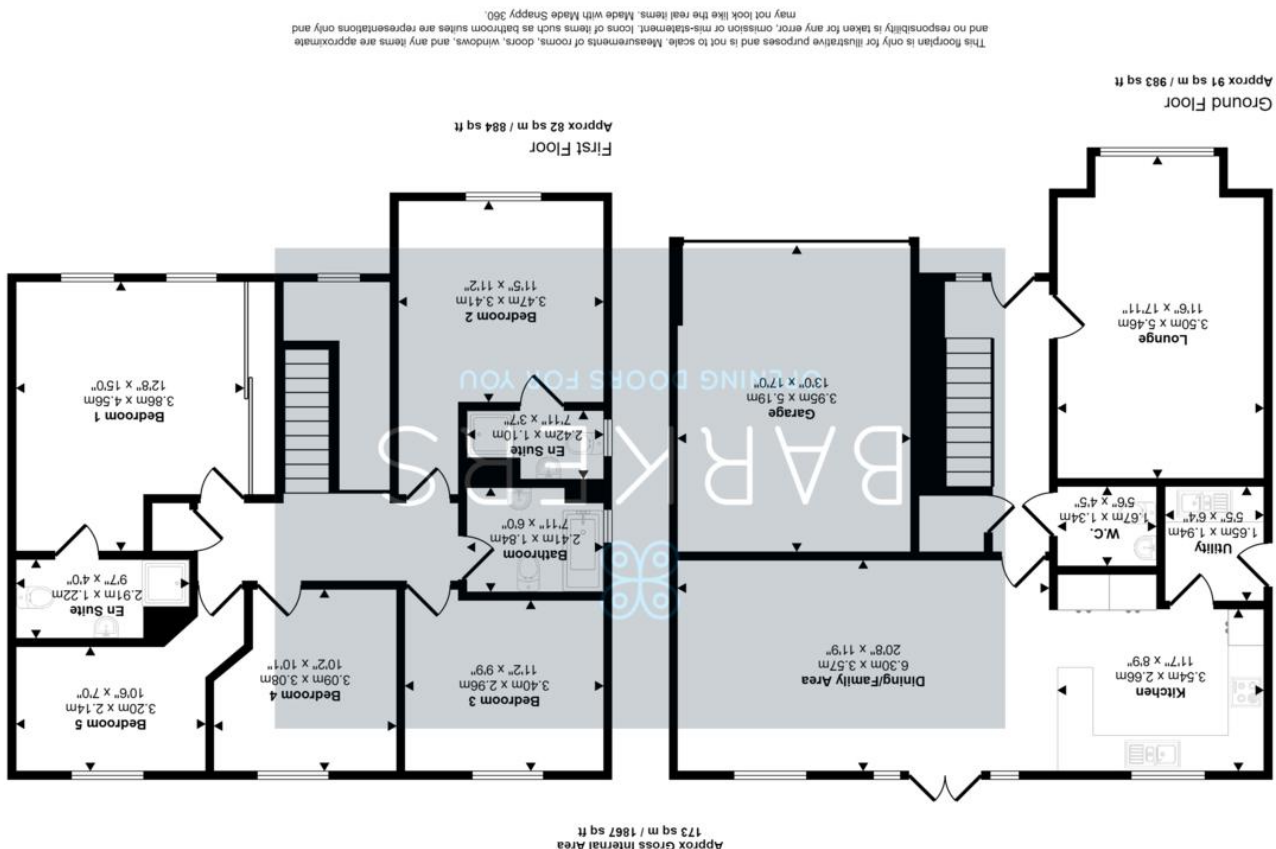 Approx Gross Internal Area
173 sq m / 1867 sq ft
Kitchen
3.54m x 2.66m
11'7" x 8'9"
Dining/Family Area
6.30m x 3.57m
20'8" x 11'9"
Utility
1.65m x 1.94m
5'5" x 6'4"
W.C.
1.67m x 1.34m
5'6" x 4'5"
Lounge
3.50m x 5.46m
11'6" x 17'11"
Garage
3.95m x 5.19m
13'0" x 17'0"
Ground Floor
Approx 91 sq m / 983 sq ft
Bedroom 3
3.40m x 2.96m
11'2" x 9'9"
Bedroom 4
3.09m x 3.08m
10'2" x 10'1"
Bedroom 5
3.20m x 2.14m
10'6" x 7'0"
Bathroom
2.41m x 1.84m
7'11" x 6'0"
En Suite
2.91m x 1.22m
9'7" x 4'0"
En Suite
2.42m x 1.10m
7'11" x 3'7"
Bedroom 2
3.47m x 3.41m
11'5" x 11'2"
Bedroom 1
3.86m x 4.56m
12'8" x 15'0"
First Floor
Approx 82 sq m / 884 sq ft
BARKERS
OPENING DOORS FOR YOU
This floorplan is only for illustrative purposes and is not to scale. Measurements of rooms, doors, windows, and any items are approximate
and no responsibility is taken for any error, omission or mis-statement. Icons of items such as bathroom suites are representations only and
may not look like the real items. Made with Made Snappy 360.